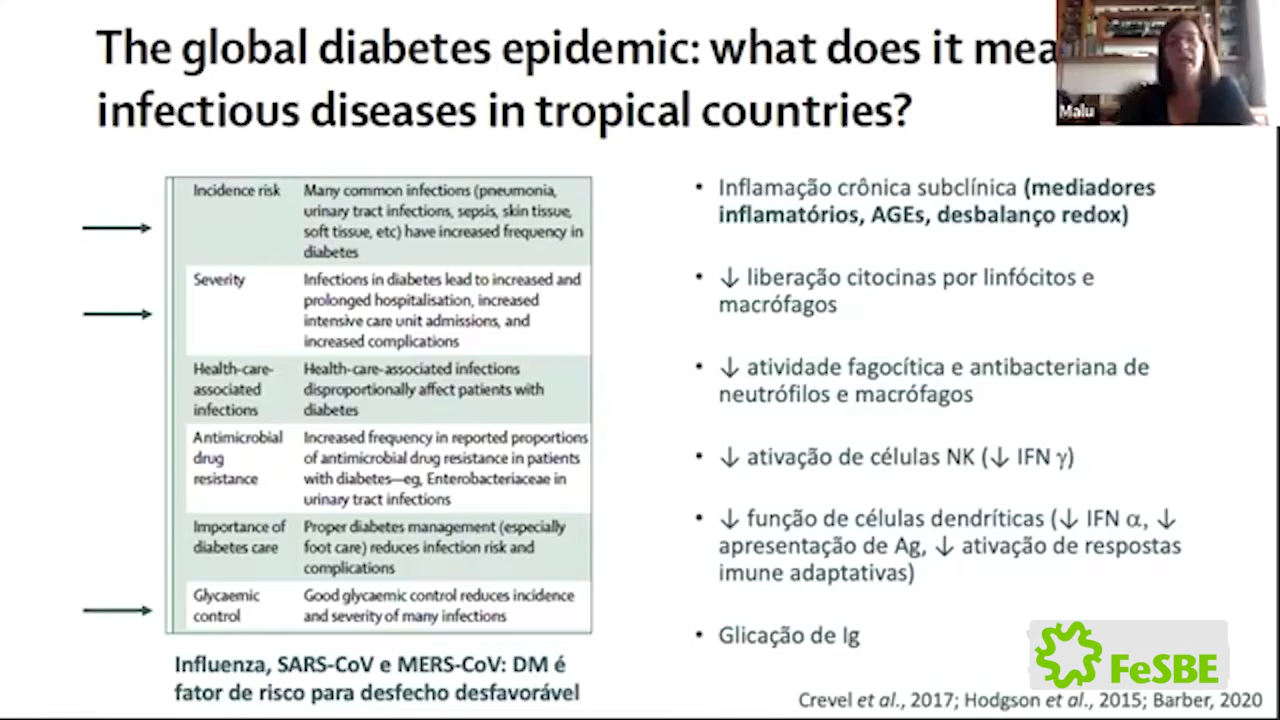 The global diabetes epidemic: what does it mea
infectious diseases in tropical countries?
Malu
Incidence risk
Many common infections (pneumonia,
urinary tract infections, sepsis, skin tissue,
soft tissue, etc) have increased frequency in
diabetes
Severity
Infections in diabetes lead to increased and
prolonged hospitalisation, increased
intensive care unit admissions, and
increased complications
Health-care-
associated
infections
Health-care-associated infections
disproportionally affect patients with
diabetes
Antimicrobial
drug
resistance
Increased frequency in reported proportions
of antimicrobial drug resistance in patients
with diabetes—eg, Enterobacteriaceae in
urinary tract infections
Importance of
diabetes care
Proper diabetes management (especially
foot care) reduces infection risk and
complications
Glycaemic
control
Good glycaemic control reduces incidence
and severity of many infections
Influenza, SARS-CoV e MERS-CoV: DM é
fator de risco para desfecho desfavorável
• Inflamação crônica subclínica (mediadores
inflamatórios, AGEs, desbalanço redox)
• ↓ liberação citocinas por linfócitos e
macrófagos
• ↓ atividade fagocítica e antibacteriana de
neutrófilos e macrófagos
• ↓ ativação de células NK (↓ IFN γ)
• ↓ função de células dendríticas (↓ IFN α, ↓
apresentação de Ag, ↓ ativação de respostas
imune adaptativas)
• Glicação de Ig
FeSBE
Crevel et al., 2017; Hodgson et al., 2015; Barber, 2020